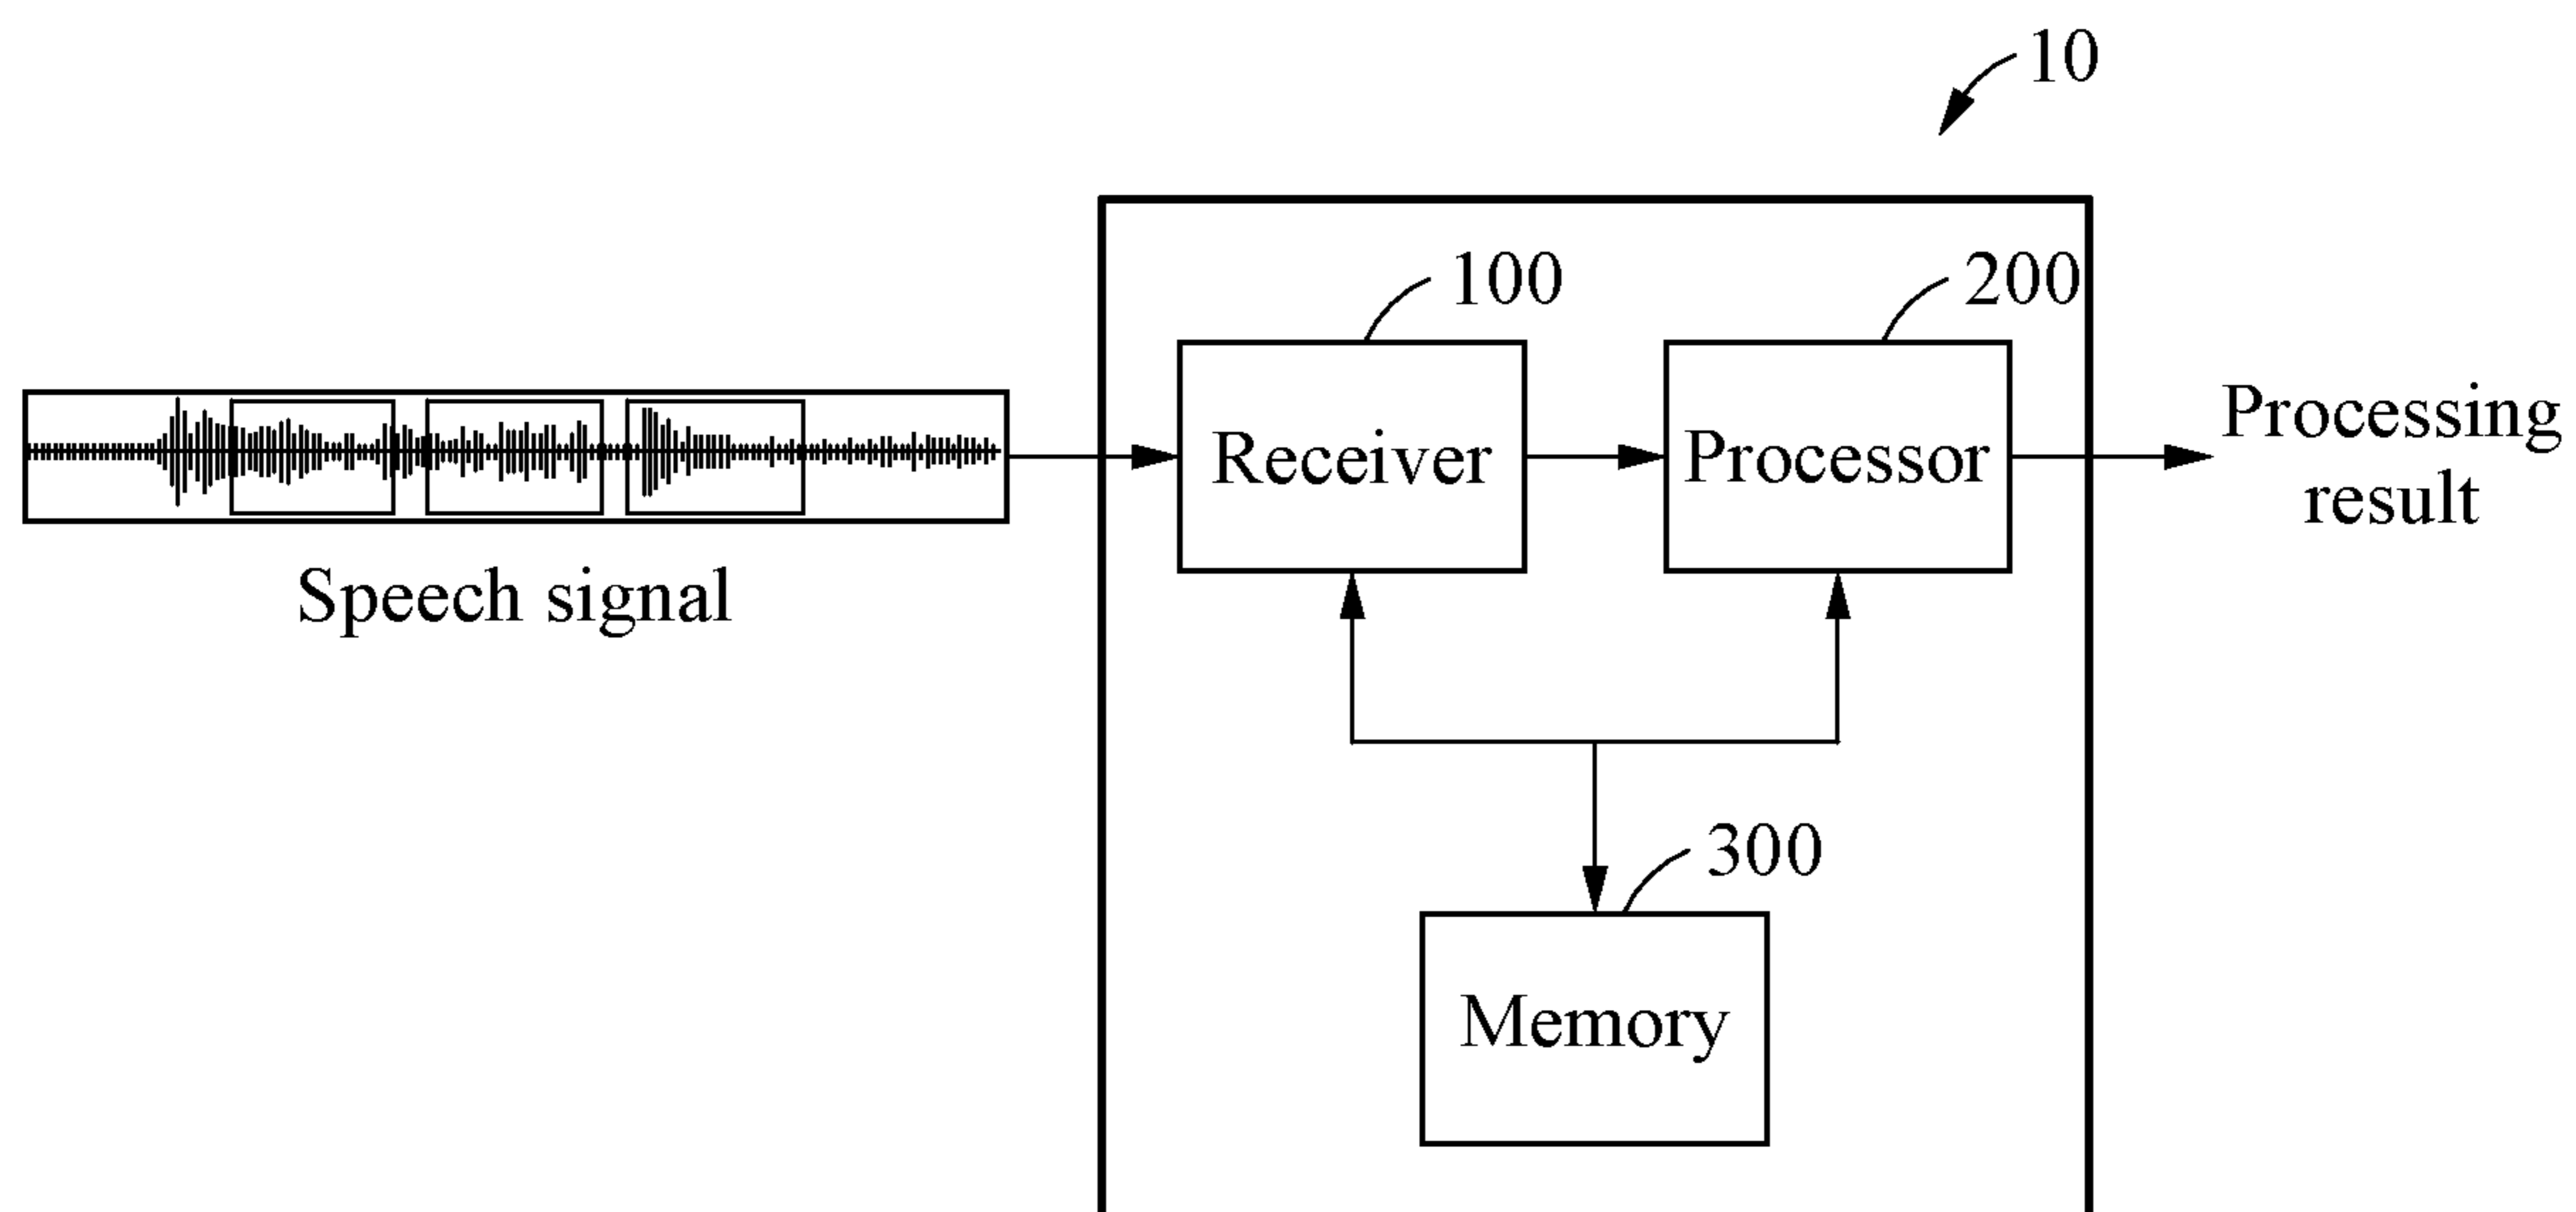 10
100
200
Receiver
Processor
Processing
result
Speech signal
300
Memory